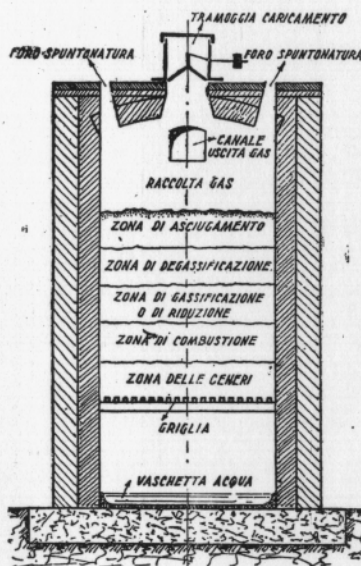 TRAMOGGIA CARICAMENTO
FORO SPUNTONATURA
FORO SPUNTONATURA
CANALE
USCITA GAS
RACCOLTA GAS
ZONA DI ASCIUGAMENTO
ZONA DI DEGASSIFICAZIONE
ZONA DI GASSIFICAZIONE
O DI RIDUZIONE
ZONA DI COMBUSTIONE
ZONA DELLE CENERI
GRIGLIA
VASCHETTA ACQUA